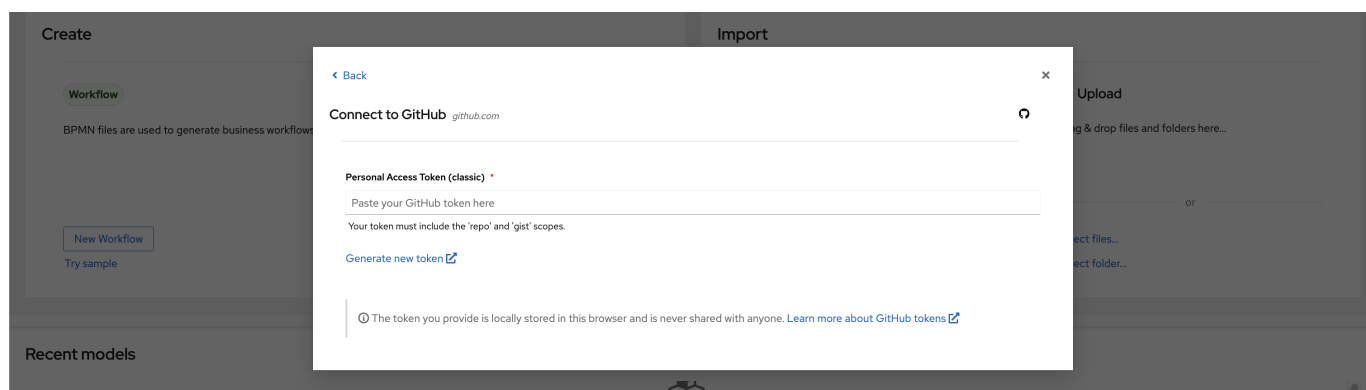 Create
Import
Back
Workflow
Upload
Connect to GitHub github.com
BPMN files are used to generate business workflows
& drop files and folders here...
Personal Access Token (classic) *
Paste your GitHub token here
or
Your token must include the 'repo' and 'gist' scopes.
New Workflow
files...
Try sample
Generate new token
folder...
The token you provide is locally stored in this browser and is never shared with anyone. Learn more about GitHub tokens
Recent models